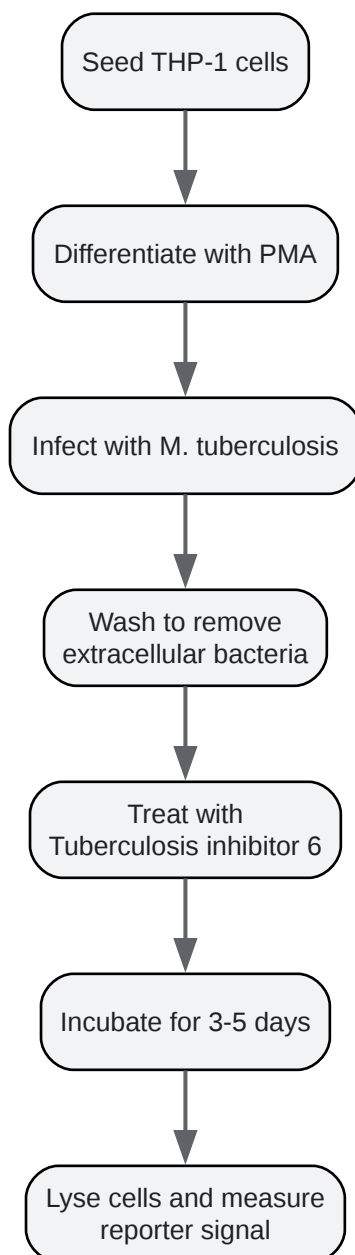 Seed THP-1 cells
Differentiate with PMA
Infect with M. tuberculosis
Wash to remove
extracellular bacteria
Treat with
Tuberculosis inhibitor 6
Incubate for 3-5 days
Lyse cells and measure
reporter signal